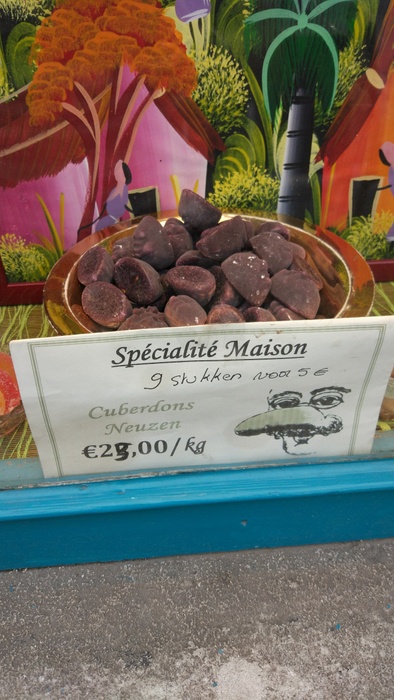 Spécialité Maison
9 stukken voor 5€
Cuberdons
Neuzen
€25,00/kg